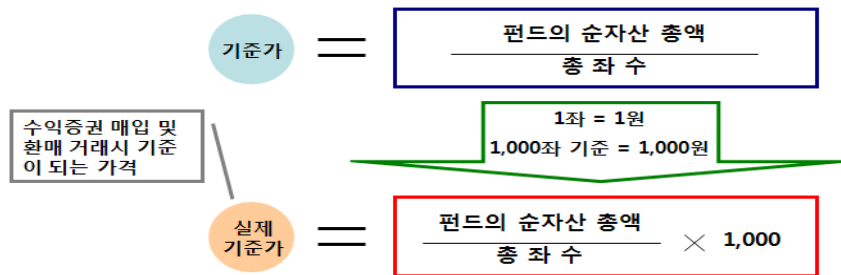 기준가
=
펀드의 순자산 총액
총 좌 수
수익증권 매입 및
환매 거래시 기준
이 되는 가격
1좌 = 1원
1,000좌 기준 = 1,000원
실제
기준가
=
펀드의 순자산 총액
총 좌 수
× 1,000